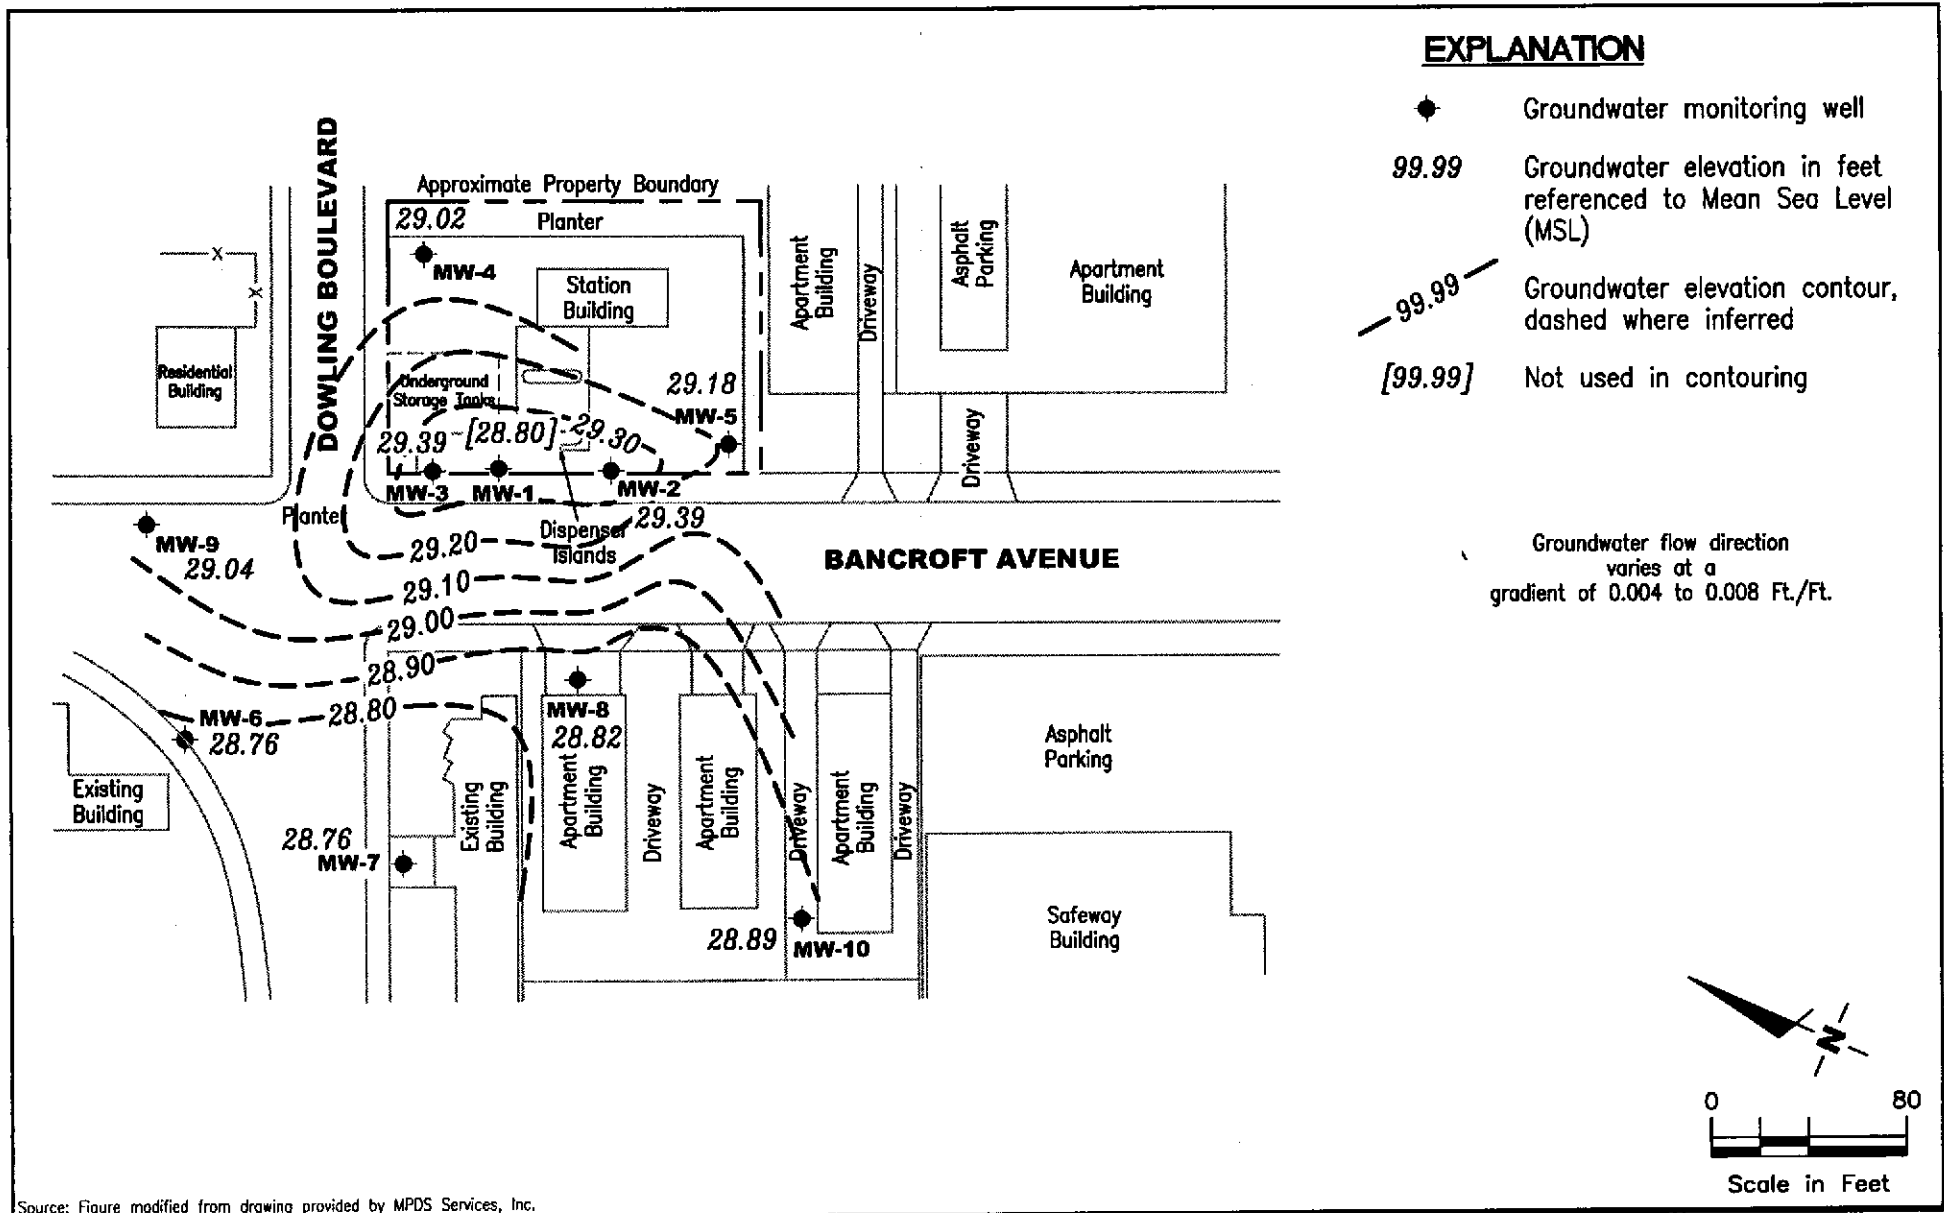 EXPLANATION
Groundwater monitoring well
99.99
Groundwater elevation in feet
referenced to Mean Sea Level
(MSL)
99.99
Groundwater elevation contour,
dashed where inferred
[99.99]
Not used in contouring
Groundwater flow direction
varies at a
gradient of 0.004 to 0.008 Ft./Ft.
DOWLING BOULEVARD
Approximate Property Boundary
29.02
Planter
MW-4
Station
Building
Residential
Building
Underground
Storage Tanks
29.18
MW-5
29.39
[28.80]
29.30
MW-3
MW-1
MW-2
29.39
Dispenser
Islands
Planter
Apartment
Building
Driveway
Asphalt
Parking
Apartment
Building
Driveway
BANCROFT AVENUE
MW-9
29.04
29.20
29.10
29.00
28.90
28.80
MW-6
28.76
Existing
Building
28.76
MW-7
Existing
Building
MW-8
28.82
Apartment
Building
Driveway
Apartment
Building
Driveway
Apartment
Building
Driveway
28.89
MW-10
Asphalt
Parking
Safeway
Building
N
0
80
Scale in Feet
Source: Figure modified from drawing provided by MPDS Services, Inc.